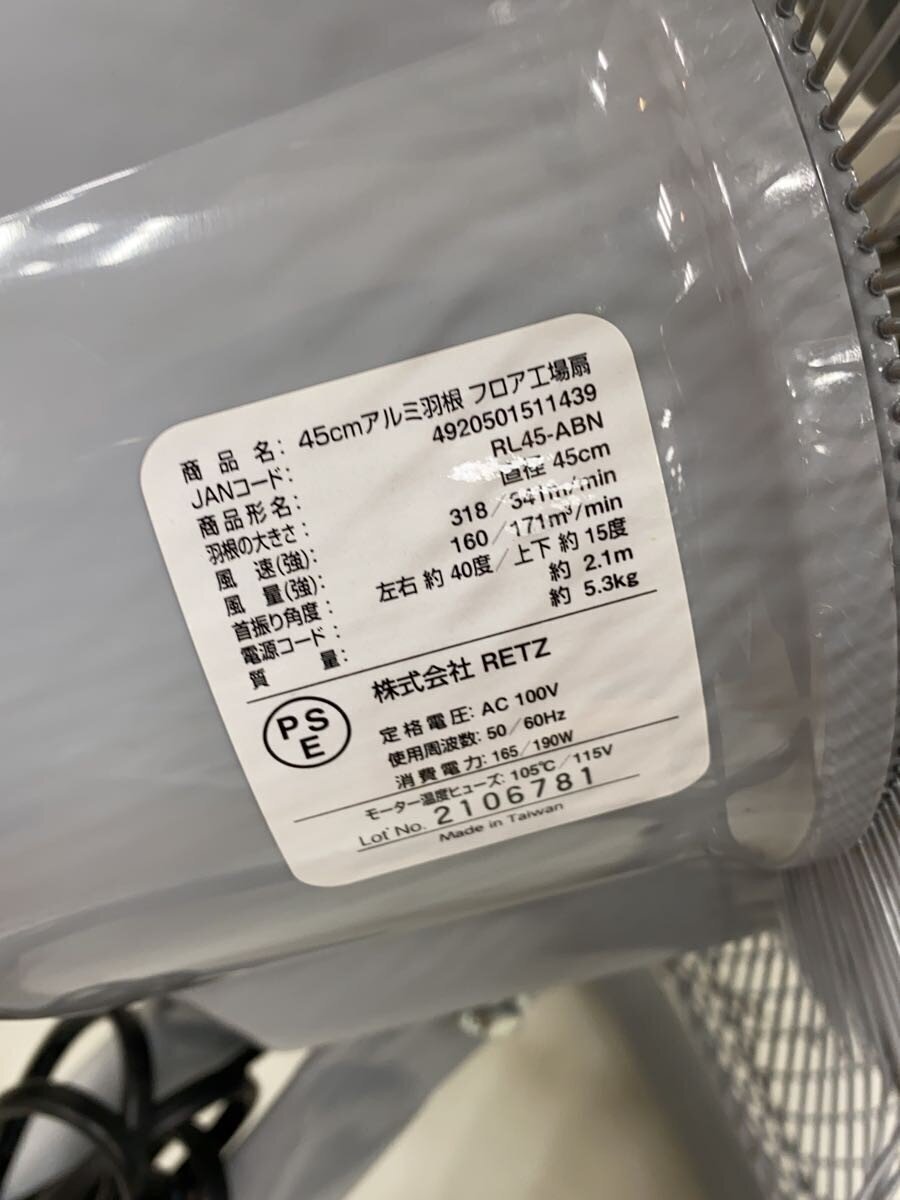 商品名: 45cmアルミ羽根 フロア工場扇
JANコード: 4920501511439
商品形名: RL45-ABN
羽根の大きさ: 直径 45cm
風速(強): 318/341m/min
風量(強): 160/171m³/min
首振り角度: 左右 約 40度/上下 約 15度
電源コード: 約 2.1m
質量: 約 5.3kg
株式会社 RETZ
PSE
定格電圧: AC 100V
使用周波数: 50/60Hz
消費電力: 165/190W
モーター温度ヒューズ: 105℃/115V
Lot No. 2106781
Made in Taiwan